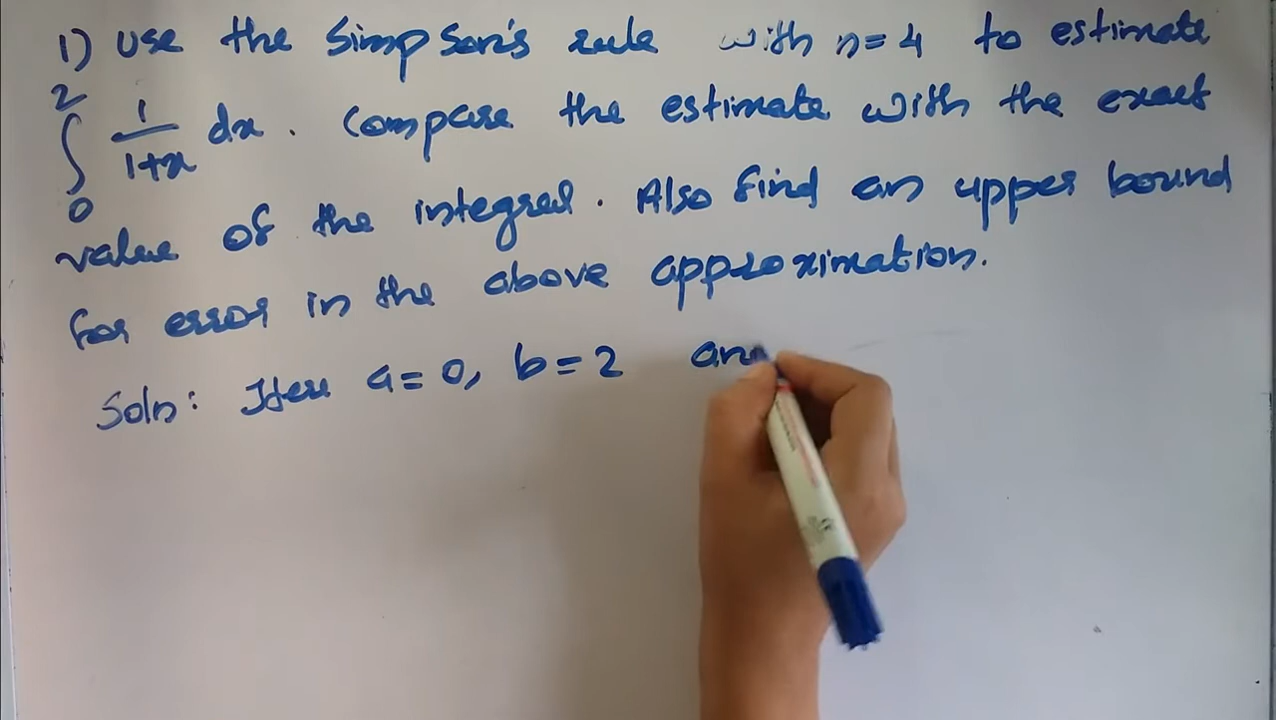 1) Use the Simpson's rule with n=4 to estimate
∫₀² 1/(1+x) dx. Compare the estimate with the exact
value of the integral. Also find an upper bound
for error in the above approximation.
Soln: Here a=0, b=2 an